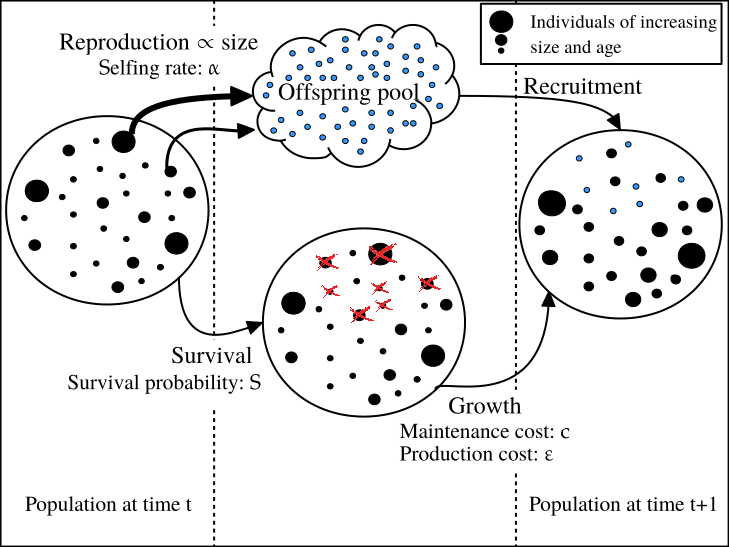 Individuals of increasing
size and age
Reproduction ∝ size
Selfing rate: α
Offspring pool
Recruitment
Survival
Survival probability: S
Growth
Maintenance cost: c
Production cost: ε
Population at time t
Population at time t+1